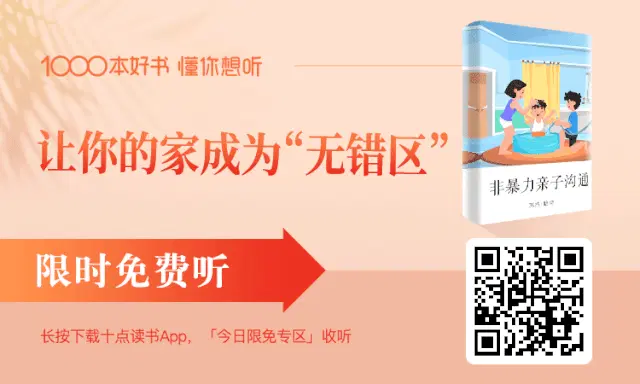 1000本好书 懂你想听
让你的家成为“无错区”
非暴力亲子沟通
限时免费听
长按下载十点读书App，「今日限免专区」收听